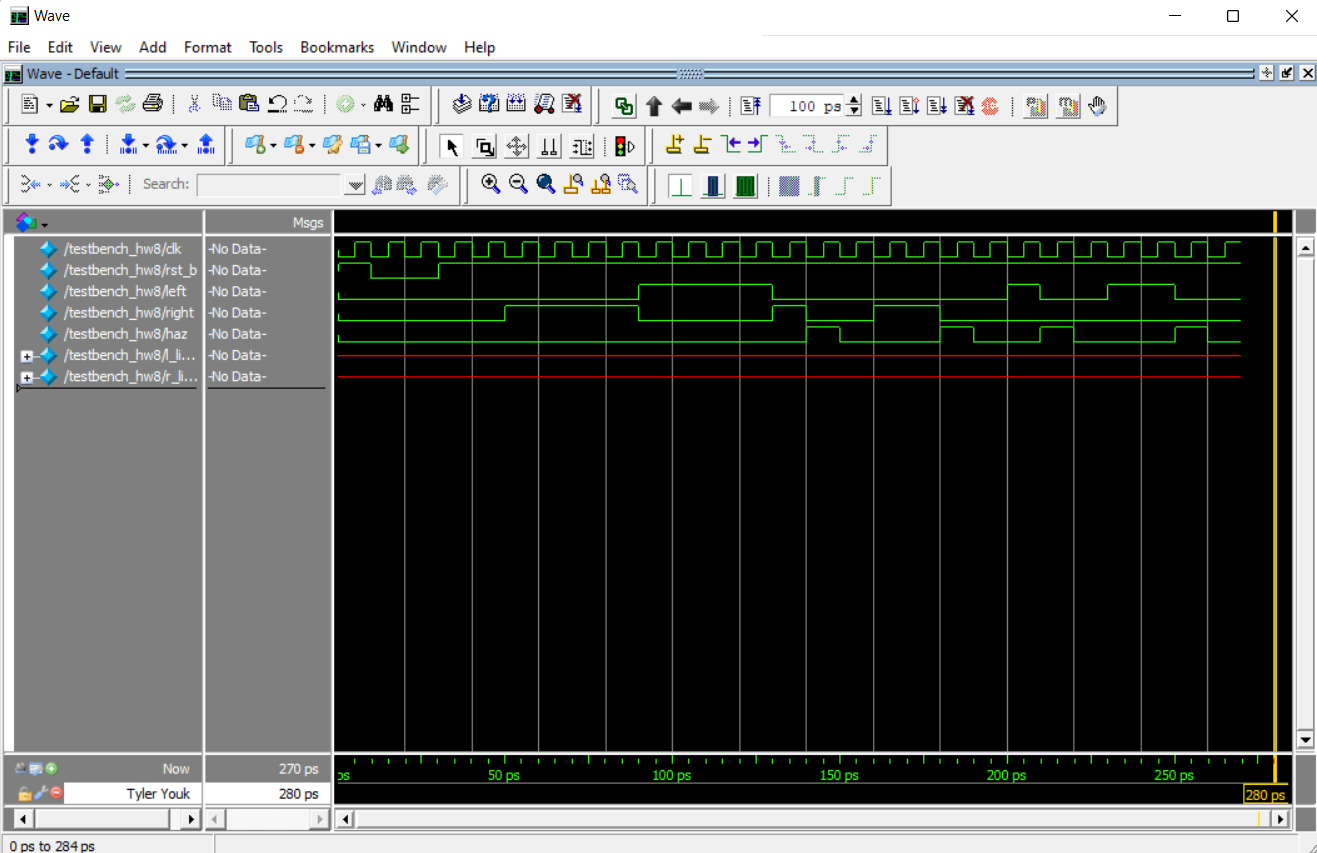 Wave
File Edit View Add Format Tools Bookmarks Window Help
Wave - Default
100 ps
Search:
Msgs
/testbench_hw8/clk -No Data-
/testbench_hw8/rst_b -No Data-
/testbench_hw8/left -No Data-
/testbench_hw8/right -No Data-
/testbench_hw8/haz -No Data-
/testbench_hw8/l_li... -No Data-
/testbench_hw8/r_li... -No Data-
Now 270 ps
ps 50 ps 100 ps 150 ps 200 ps 250 ps
Tyler Youk 280 ps
280 ps
0 ps to 284 ps